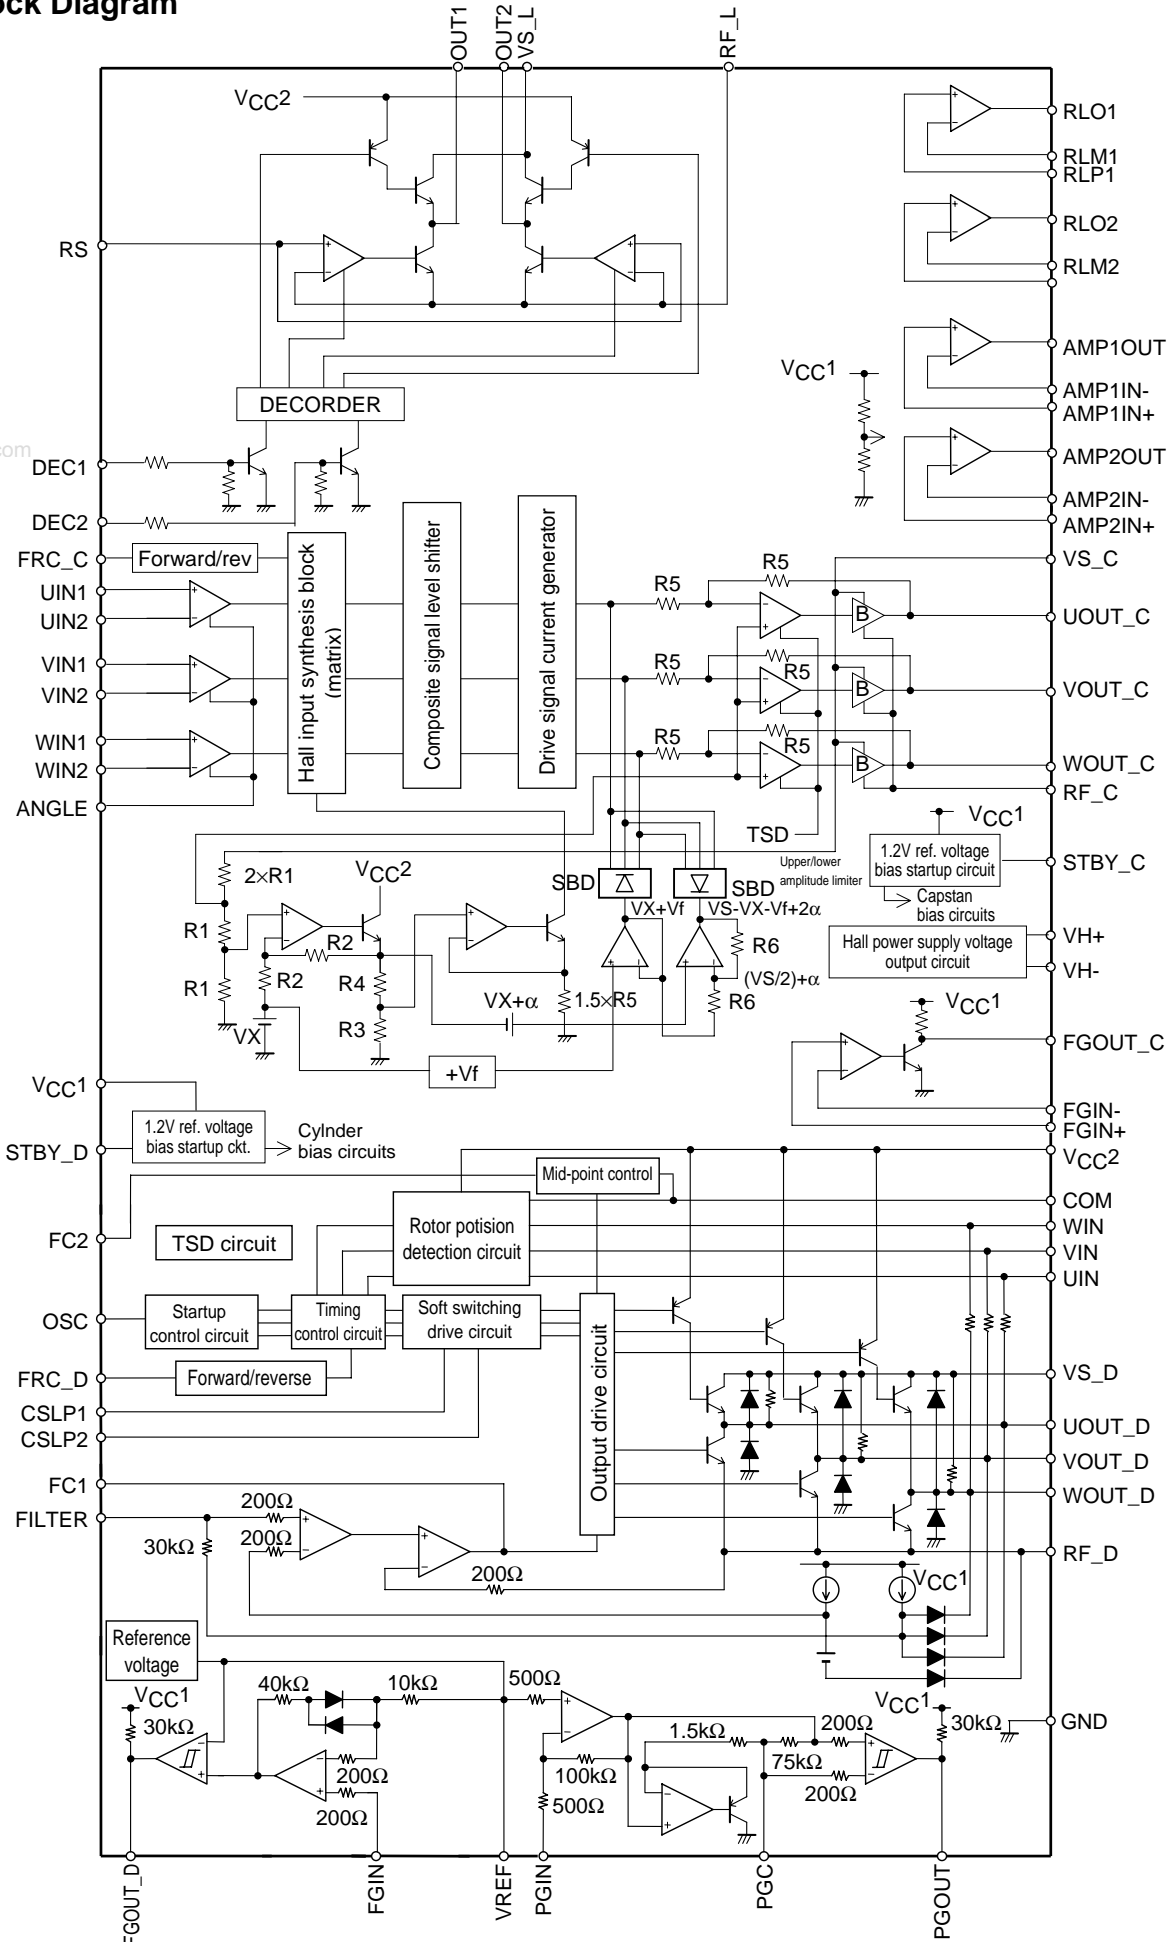 ock Diagram
OUT1
OUT2
VS_L
RF_L
VCC2
RLO1
RLM1
RLP1
RLO2
RLM2
RS
AMP1OUT
AMP1IN-
AMP1IN+
VCC1
AMP2OUT
AMP2IN-
AMP2IN+
DECORDER
com
DEC1
DEC2
FRC_C
Forward/rev
UIN1
UIN2
VIN1
VIN2
WIN1
WIN2
ANGLE
Hall input synthesis block
(matrix)
Composite signal level shifter
Drive signal current generator
R5
R5
R5
R5
R5
R5
B
B
B
VS_C
UOUT_C
VOUT_C
WOUT_C
RF_C
TSD
VCC1
1.2V ref. voltage
bias startup circuit
STBY_C
Capstan
bias circuits
Upper/lower
amplitude limiter
SBD
SBD
VX+Vf
VS-VX-Vf+2α
2×R1
R1
R1
VCC2
R2
R2
R4
R3
VX
VX+α
1.5×R5
R6
(VS/2)+α
R6
+Vf
Hall power supply voltage
output circuit
VH+
VH-
VCC1
FGOUT_C
FGIN-
FGIN+
VCC1
1.2V ref. voltage
bias startup ckt.
STBY_D
Cylnder
bias circuits
VCC2
Mid-point control
COM
WIN
VIN
UIN
FC2
TSD circuit
Rotor potision
detection circuit
OSC
Startup
control circuit
Timing
control circuit
Soft switching
drive circuit
FRC_D
Forward/reverse
CSLP1
CSLP2
Output drive circuit
VS_D
UOUT_D
VOUT_D
WOUT_D
RF_D
FC1
FILTER
200Ω
200Ω
30kΩ
200Ω
VCC1
Reference
voltage
VCC1
30kΩ
40kΩ
10kΩ
200Ω
200Ω
500Ω
100kΩ
500Ω
1.5kΩ
75kΩ
200Ω
200Ω
VCC1
30kΩ
GND
FGOUT_D
FGIN
VREF
PGIN
PGC
PGOUT